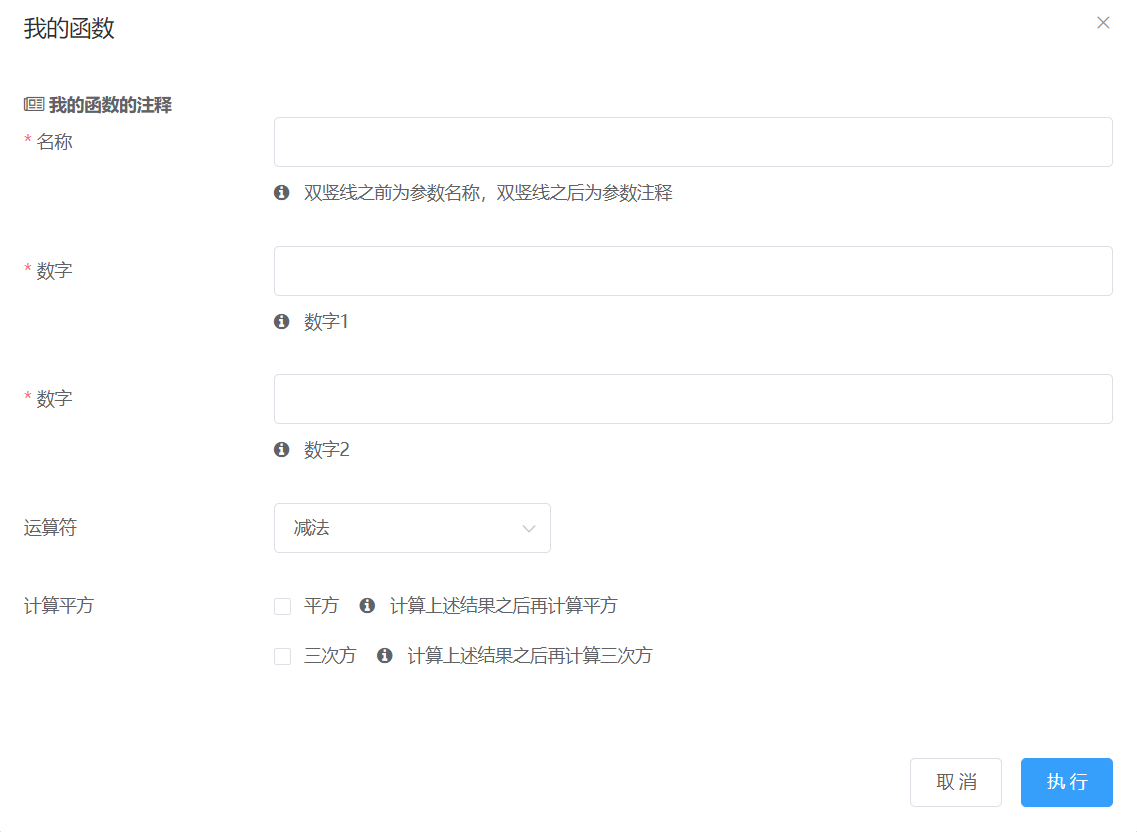 我的函数
我的函数的注释
* 名称
双竖线之前为参数名称，双竖线之后为参数注释
* 数字
数字1
* 数字
数字2
运算符 减法
计算平方 平方 计算上述结果之后再计算平方
三次方 计算上述结果之后再计算三次方
取消 执行